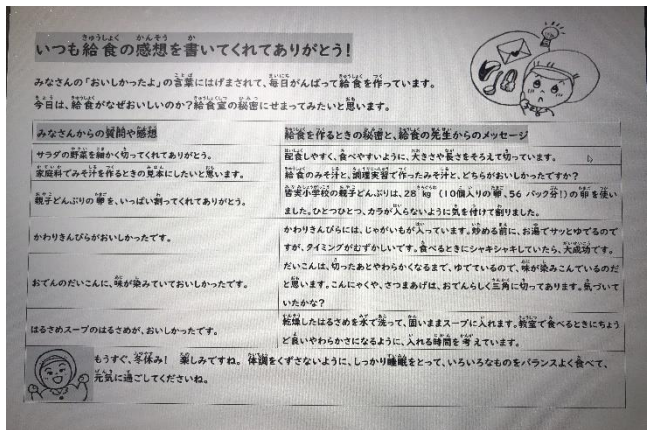 いつも給食の感想を書いてくれてありがとう!
みなさんの「おいしかったよ」の言葉にはげまされて、毎日がんばって給食を作っています。
今日は、給食がなぜおいしいのか?給食室の秘密にせまってみたいと思います。
みなさんからの質問や感想
給食を作るときの秘密と、給食の先生からのメッセージ
サラダの野菜を細かく切ってくれてありがとう。
配食しやすく、食べやすいように、大きさや長さをそろえて切っています。
家庭科でみそ汁を作るときの見本にしたいと思います。
給食のみそ汁と、調理実習で作ったみそ汁と、どちらがおいしかったですか?
親子どんぶりの卵を、いっぱい割ってくれてありがとう。
皆実小学校の親子どんぶりは、28㎏(10個入りの卵、56パック分!)の卵を使い
ました。ひとつひとつ、カラが入らないように気を付けて割りました。
かわりきんぴらがおいしかったです。
かわりきんぴらには、じゃがいもが入っています。炒める前に、お湯でサッとゆでるので
すが、タイミングがむずかしいです。食べるときにシャキシャキしていたら、大成功です。
おでんのだいこんに、味が染みていておいしかったです。
だいこんは、切ったあとやわらかくなるまで、ゆでているので、味が染みこんでいるのだ
と思います。こんにゃくや、さつまあげは、おでんらしく三角に切ってあります。気づいて
いたかな?
はるさめスープのはるさめが、おいしかったです。
乾燥したはるさめを水で洗って、固いままスープに入れます。教室で食べるときにちょう
ど良いやわらかさになるように、入れる時間を考えています。
もうすぐ、冬休み! 楽しみですね。体調をくずさないように、しっかり睡眠をとって、いろいろなものをバランスよく食べて、
元気に過ごしてくださいね。